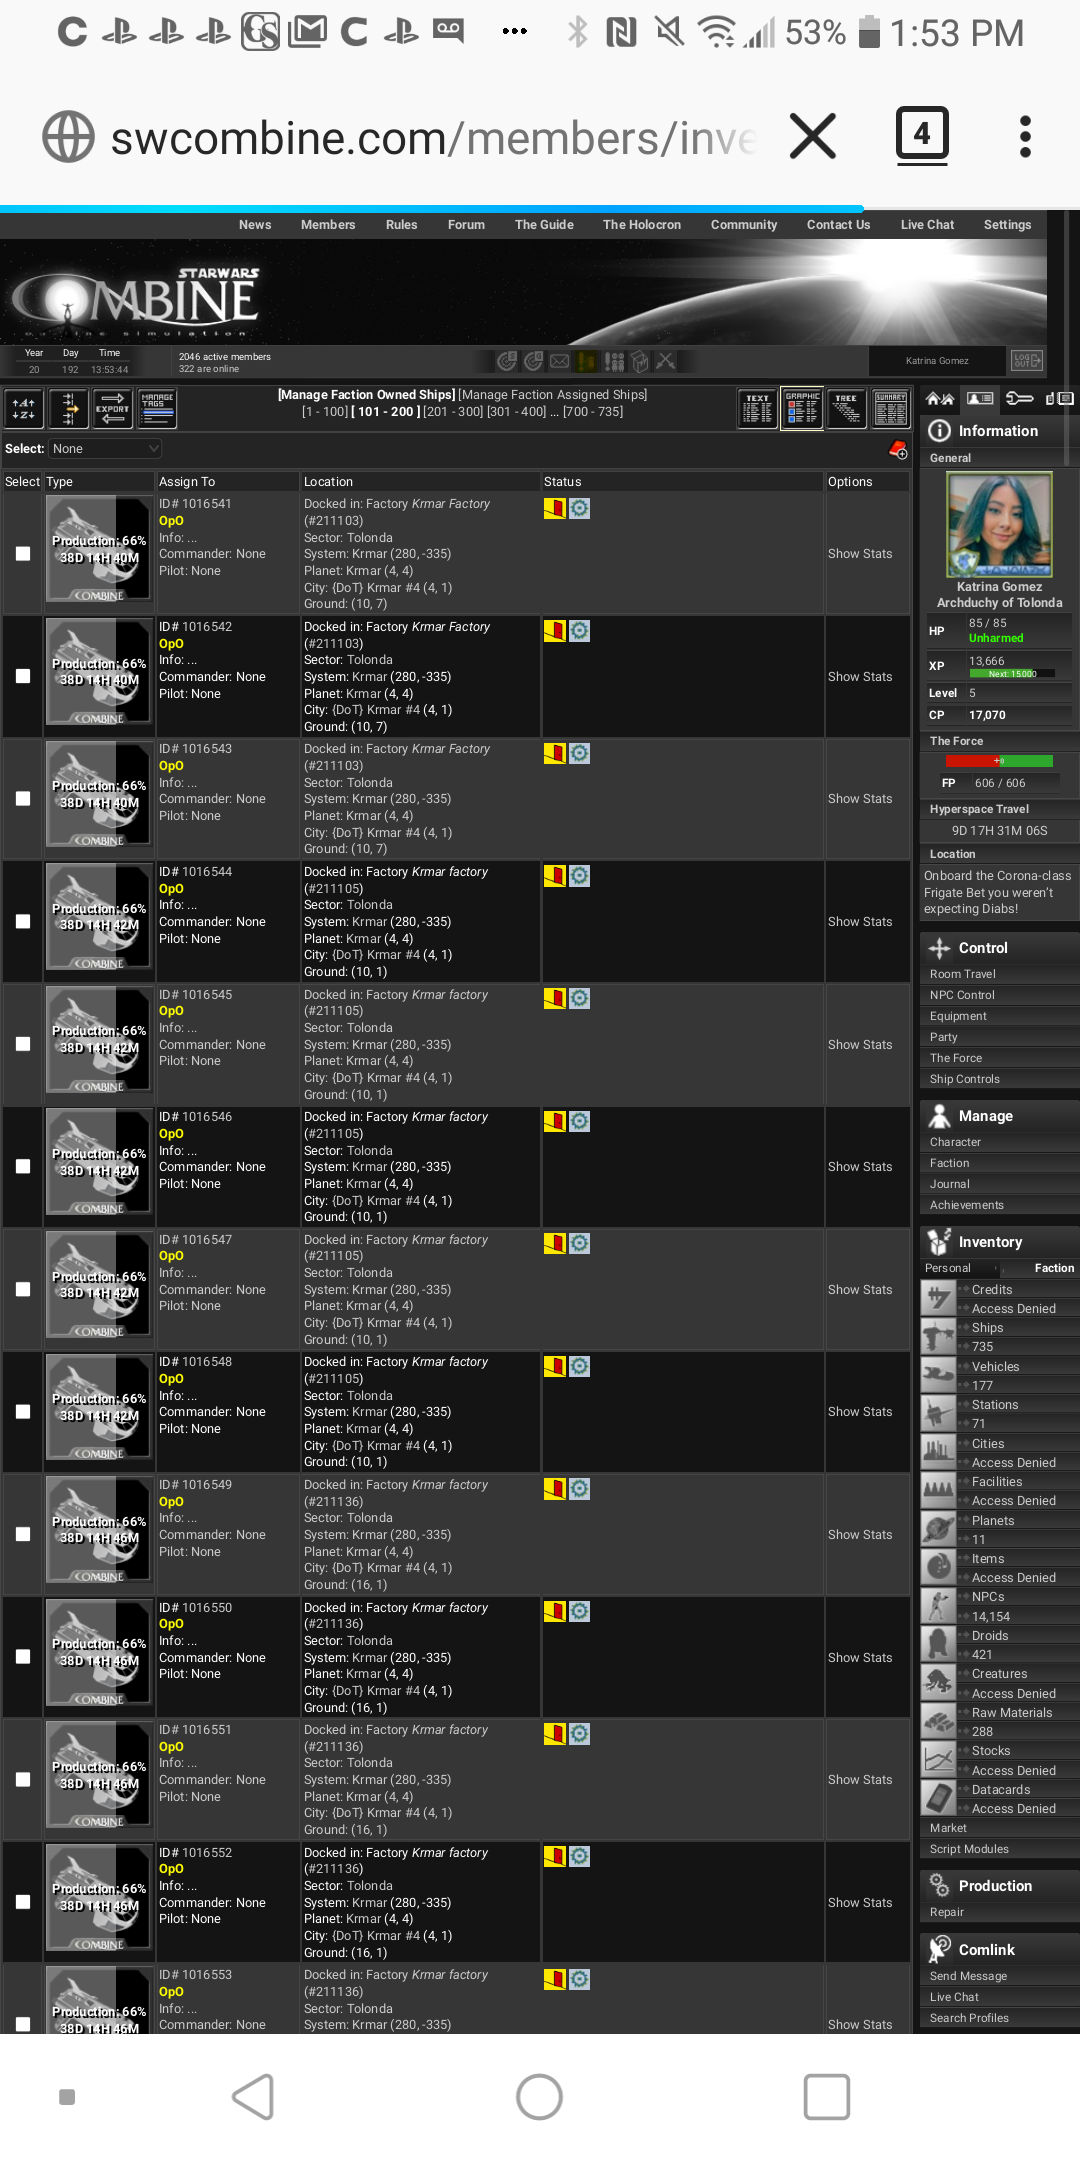 53% 1:53 PM
swcombine.com/members/inve
4
News Members Rules Forum The Guide The Holocron Community Contact Us Live Chat Settings
STARWARS
COMBINE
online simulation
Year Day Time
20 192 13:53:44
2046 active members
322 are online
Katrina Gomez
LOG OUT
EXPORT
MANAGE TAGS
[Manage Faction Owned Ships] [Manage Faction Assigned Ships]
[1 - 100] [ 101 - 200 ] [201 - 300] [301 - 400] ... [700 - 735]
TEXT GRAPHIC TREE SUMMARY
Select: None
Select Type Assign To Location Status Options
Production: 66%
38D 14H 40M
COMBINE
ID# 1016541
OpO
Info: ...
Commander: None
Pilot: None
Docked in: Factory Krmar Factory
(#211103)
Sector: Tolonda
System: Krmar (280, -335)
Planet: Krmar (4, 4)
City: {DoT} Krmar #4 (4, 1)
Ground: (10, 7)
Show Stats
Production: 66%
38D 14H 40M
COMBINE
ID# 1016542
OpO
Info: ...
Commander: None
Pilot: None
Docked in: Factory Krmar Factory
(#211103)
Sector: Tolonda
System: Krmar (280, -335)
Planet: Krmar (4, 4)
City: {DoT} Krmar #4 (4, 1)
Ground: (10, 7)
Show Stats
Production: 66%
38D 14H 40M
COMBINE
ID# 1016543
OpO
Info: ...
Commander: None
Pilot: None
Docked in: Factory Krmar Factory
(#211103)
Sector: Tolonda
System: Krmar (280, -335)
Planet: Krmar (4, 4)
City: {DoT} Krmar #4 (4, 1)
Ground: (10, 7)
Show Stats
Production: 66%
38D 14H 42M
COMBINE
ID# 1016544
OpO
Info: ...
Commander: None
Pilot: None
Docked in: Factory Krmar factory
(#211105)
Sector: Tolonda
System: Krmar (280, -335)
Planet: Krmar (4, 4)
City: {DoT} Krmar #4 (4, 1)
Ground: (10, 1)
Show Stats
Production: 66%
38D 14H 42M
COMBINE
ID# 1016545
OpO
Info: ...
Commander: None
Pilot: None
Docked in: Factory Krmar factory
(#211105)
Sector: Tolonda
System: Krmar (280, -335)
Planet: Krmar (4, 4)
City: {DoT} Krmar #4 (4, 1)
Ground: (10, 1)
Show Stats
Production: 66%
38D 14H 42M
COMBINE
ID# 1016546
OpO
Info: ...
Commander: None
Pilot: None
Docked in: Factory Krmar factory
(#211105)
Sector: Tolonda
System: Krmar (280, -335)
Planet: Krmar (4, 4)
City: {DoT} Krmar #4 (4, 1)
Ground: (10, 1)
Show Stats
Production: 66%
38D 14H 42M
COMBINE
ID# 1016547
OpO
Info: ...
Commander: None
Pilot: None
Docked in: Factory Krmar factory
(#211105)
Sector: Tolonda
System: Krmar (280, -335)
Planet: Krmar (4, 4)
City: {DoT} Krmar #4 (4, 1)
Ground: (10, 1)
Show Stats
Production: 66%
38D 14H 42M
COMBINE
ID# 1016548
OpO
Info: ...
Commander: None
Pilot: None
Docked in: Factory Krmar factory
(#211105)
Sector: Tolonda
System: Krmar (280, -335)
Planet: Krmar (4, 4)
City: {DoT} Krmar #4 (4, 1)
Ground: (10, 1)
Show Stats
Production: 66%
38D 14H 46M
COMBINE
ID# 1016549
OpO
Info: ...
Commander: None
Pilot: None
Docked in: Factory Krmar factory
(#211136)
Sector: Tolonda
System: Krmar (280, -335)
Planet: Krmar (4, 4)
City: {DoT} Krmar #4 (4, 1)
Ground: (16, 1)
Show Stats
Production: 66%
38D 14H 46M
COMBINE
ID# 1016550
OpO
Info: ...
Commander: None
Pilot: None
Docked in: Factory Krmar factory
(#211136)
Sector: Tolonda
System: Krmar (280, -335)
Planet: Krmar (4, 4)
City: {DoT} Krmar #4 (4, 1)
Ground: (16, 1)
Show Stats
Production: 66%
38D 14H 46M
COMBINE
ID# 1016551
OpO
Info: ...
Commander: None
Pilot: None
Docked in: Factory Krmar factory
(#211136)
Sector: Tolonda
System: Krmar (280, -335)
Planet: Krmar (4, 4)
City: {DoT} Krmar #4 (4, 1)
Ground: (16, 1)
Show Stats
Production: 66%
38D 14H 46M
COMBINE
ID# 1016552
OpO
Info: ...
Commander: None
Pilot: None
Docked in: Factory Krmar factory
(#211136)
Sector: Tolonda
System: Krmar (280, -335)
Planet: Krmar (4, 4)
City: {DoT} Krmar #4 (4, 1)
Ground: (16, 1)
Show Stats
Production: 66%
38D 14H 46M
ID# 1016553
OpO
Info: ...
Commander: None
Docked in: Factory Krmar factory
(#211136)
Sector: Tolonda
System: Krmar (280, -335)
Show Stats
Information
General
Katrina Gomez
Archduchy of Tolonda
HP 85 / 85
Unharmed
XP 13,666
Next: 15000
Level 5
CP 17,070
The Force
FP 606 / 606
Hyperspace Travel
9D 17H 31M 06S
Location
Onboard the Corona-class
Frigate Bet you weren't
expecting Diabs!
Control
Room Travel
NPC Control
Equipment
Party
The Force
Ship Controls
Manage
Character
Faction
Journal
Achievements
Inventory
Personal Faction
Credits
Access Denied
Ships
735
Vehicles
177
Stations
71
Cities
Access Denied
Facilities
Access Denied
Planets
11
Items
Access Denied
NPCs
14,154
Droids
421
Creatures
Access Denied
Raw Materials
288
Stocks
Access Denied
Datacards
Access Denied
Market
Script Modules
Production
Repair
Comlink
Send Message
Live Chat
Search Profiles